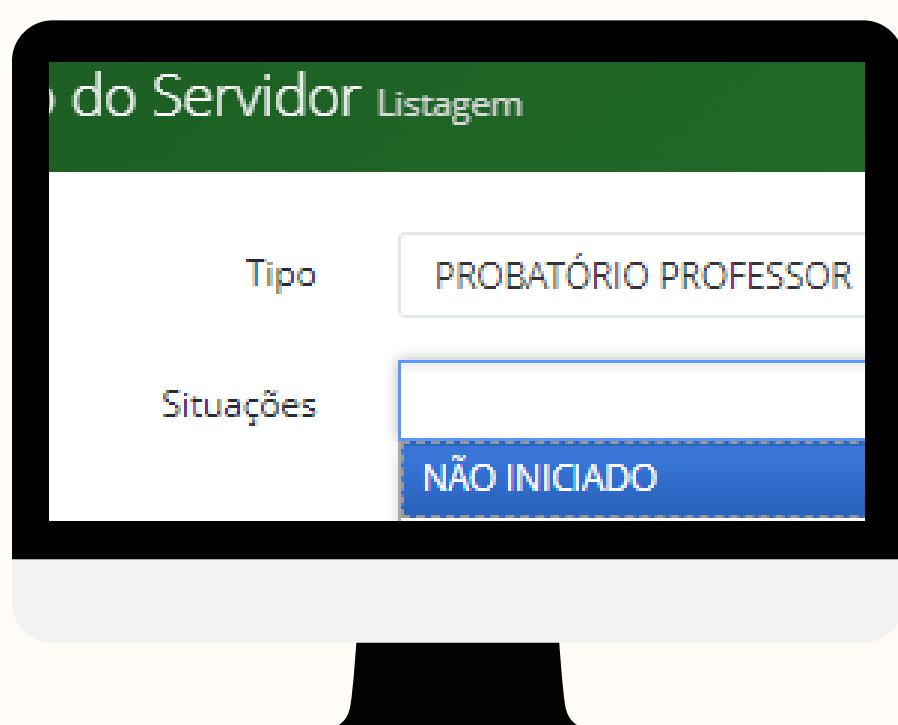 do Servidor Listagem
Tipo PROBATÓRIO PROFESSOR
Situações
NÃO INICIADO